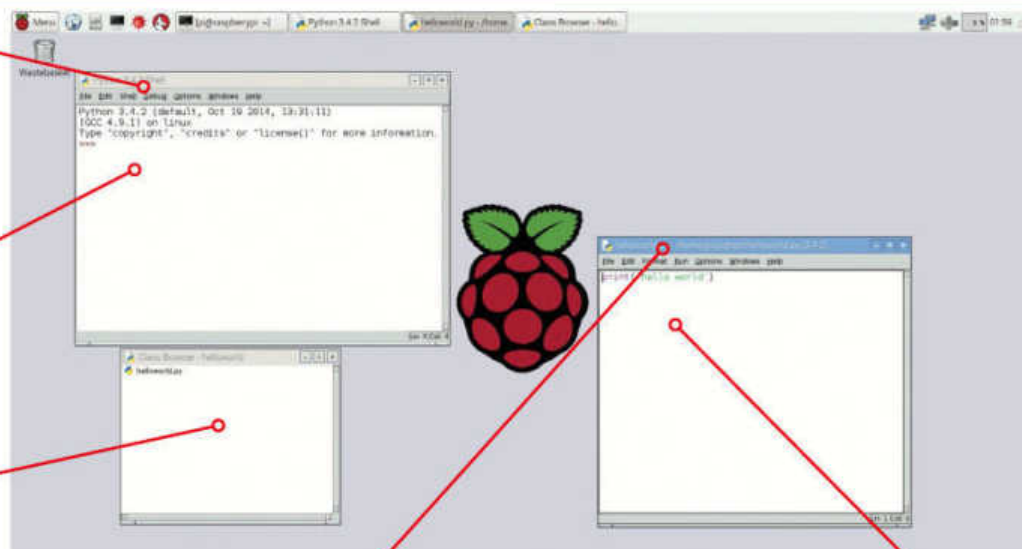 Menu
Python 3.4.2 Shell
helloworld.py - /home
Class Browser - hello
01:59
Wastebasket
File Edit Shell Debug Options Windows Help
Python 3.4.2 (default, Oct 19 2014, 13:31:11)
[GCC 4.9.1] on linux
Type "copyright", "credits" or "license()" for more information.
>>>
Class Browser - helloworld
helloworld.py
File Edit Format Run Options Windows Help
print("hello world")